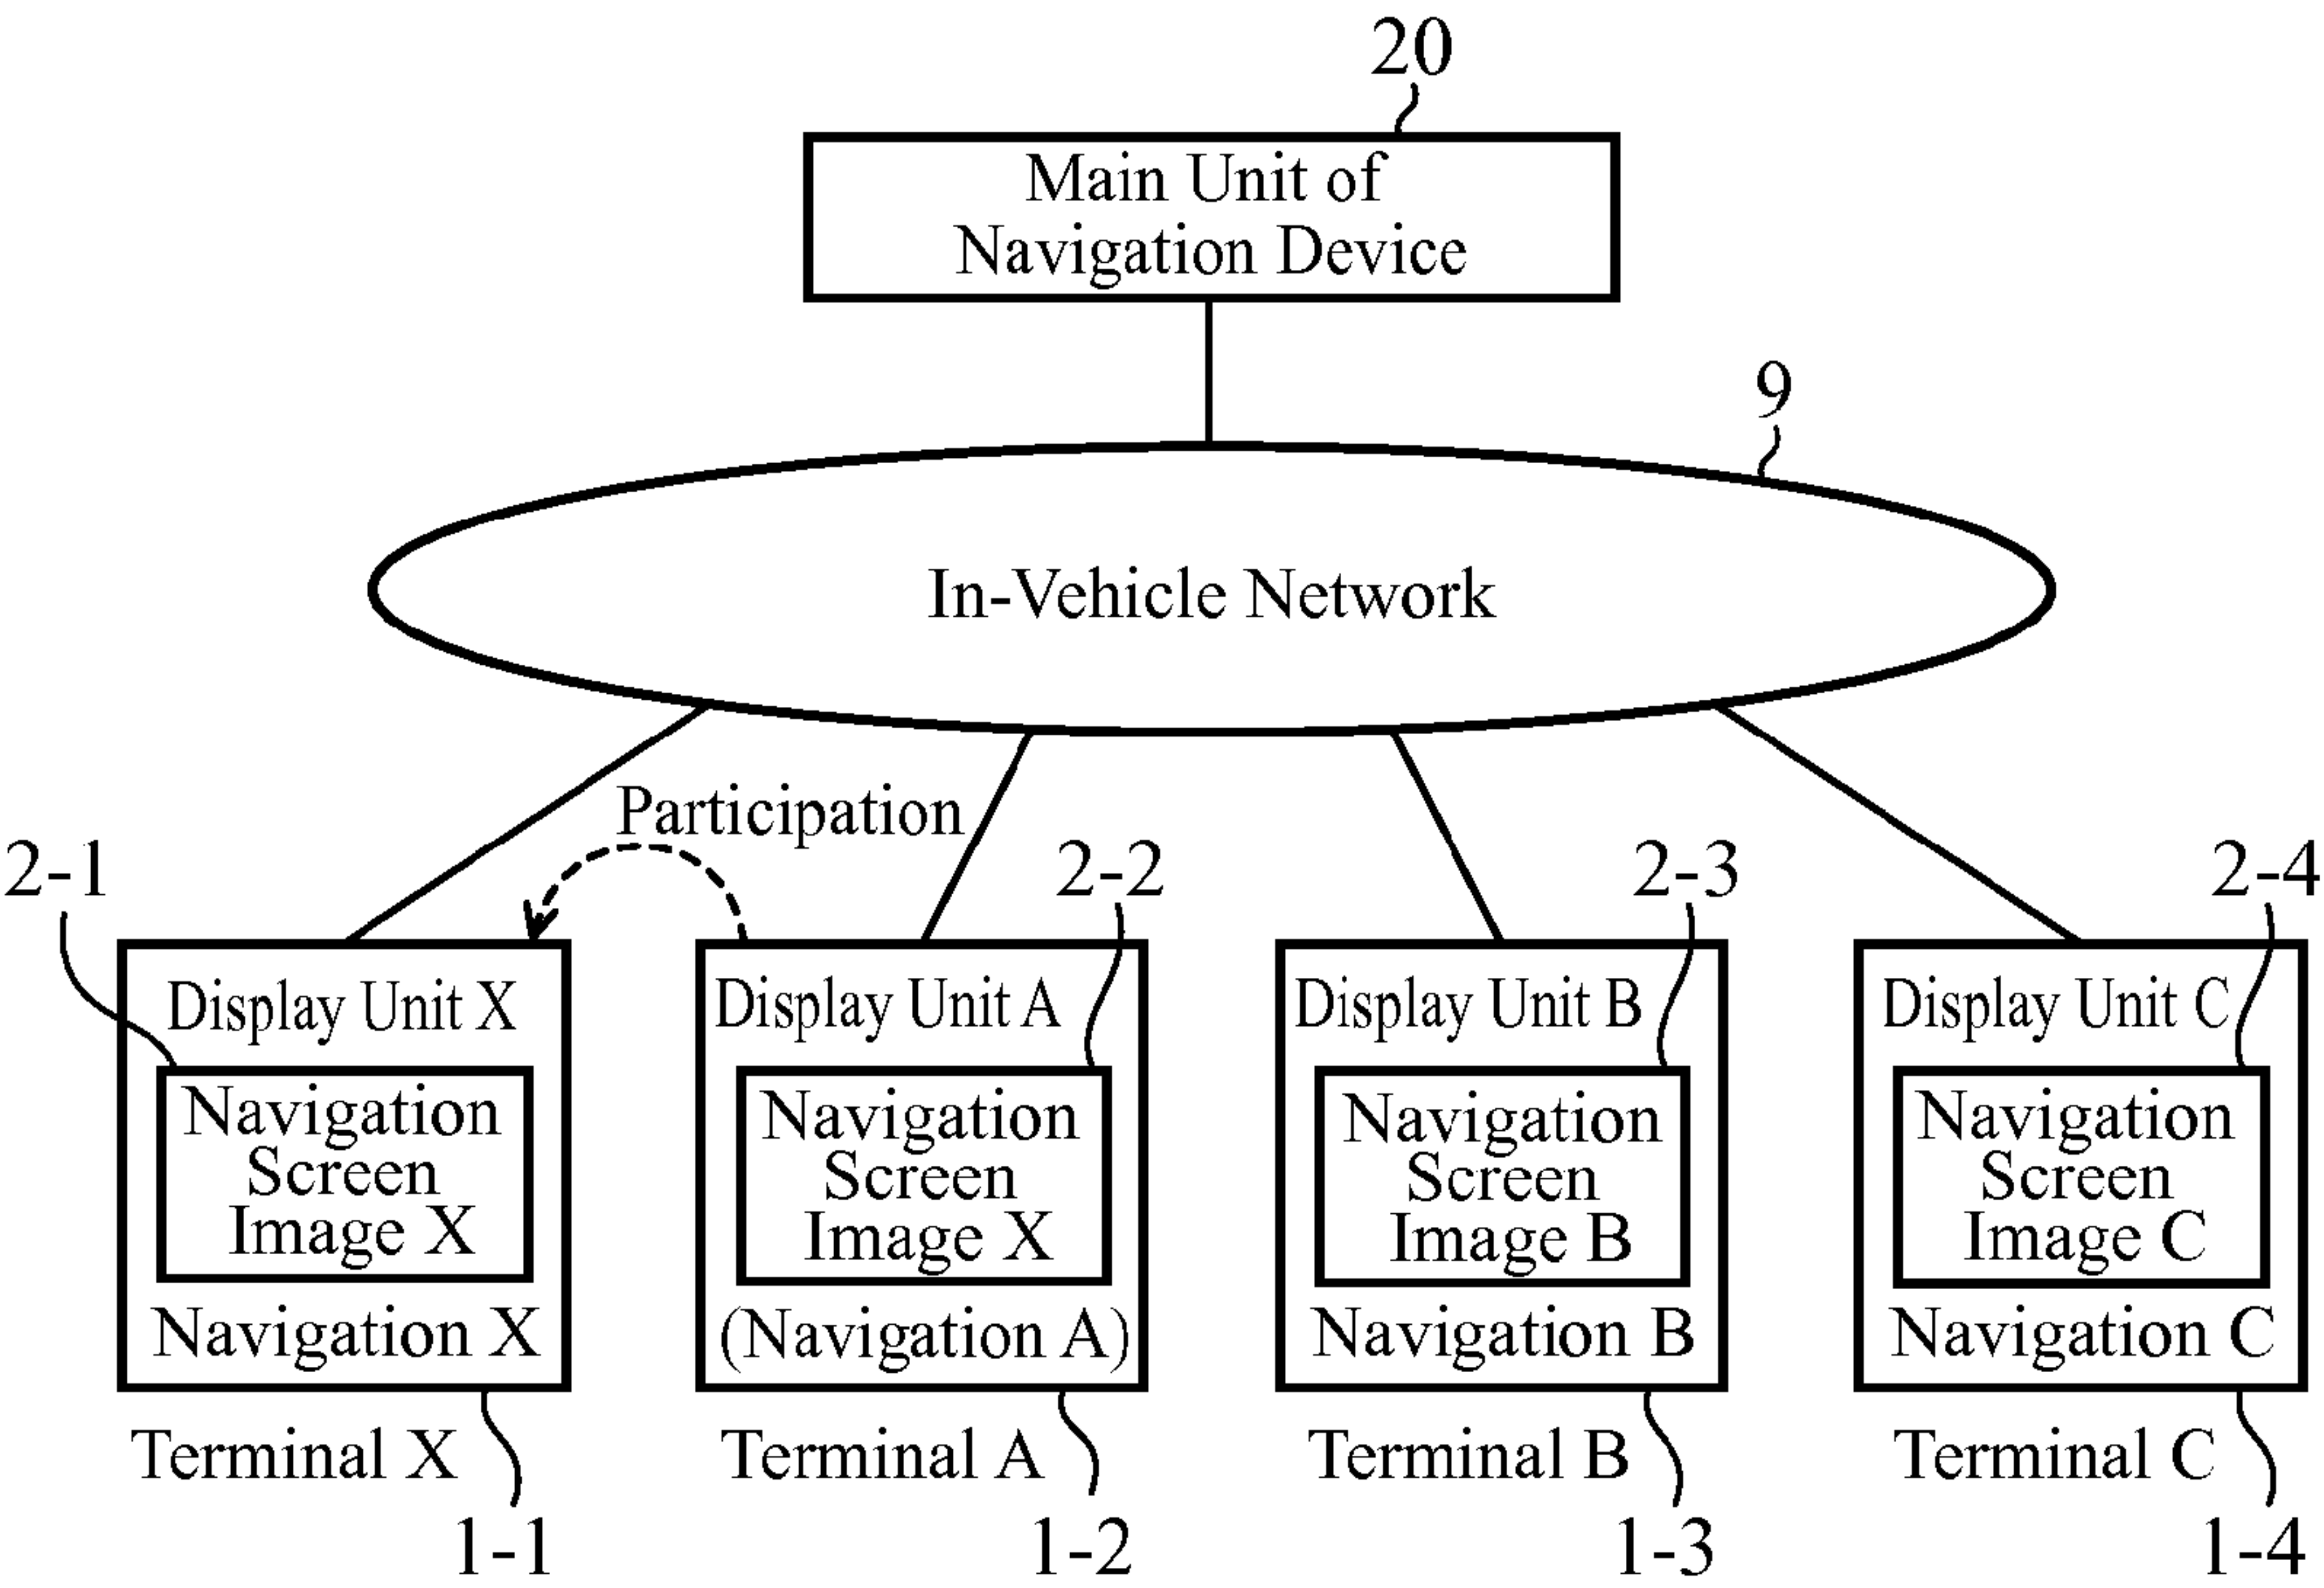 20
Main Unit of
Navigation Device
9
In-Vehicle Network
Participation
2-1
2-2
2-3
2-4
Display Unit X
Navigation
Screen
Image X
Navigation X
Terminal X
1-1
Display Unit A
Navigation
Screen
Image X
(Navigation A)
Terminal A
1-2
Display Unit B
Navigation
Screen
Image B
Navigation B
Terminal B
1-3
Display Unit C
Navigation
Screen
Image C
Navigation C
Terminal C
1-4